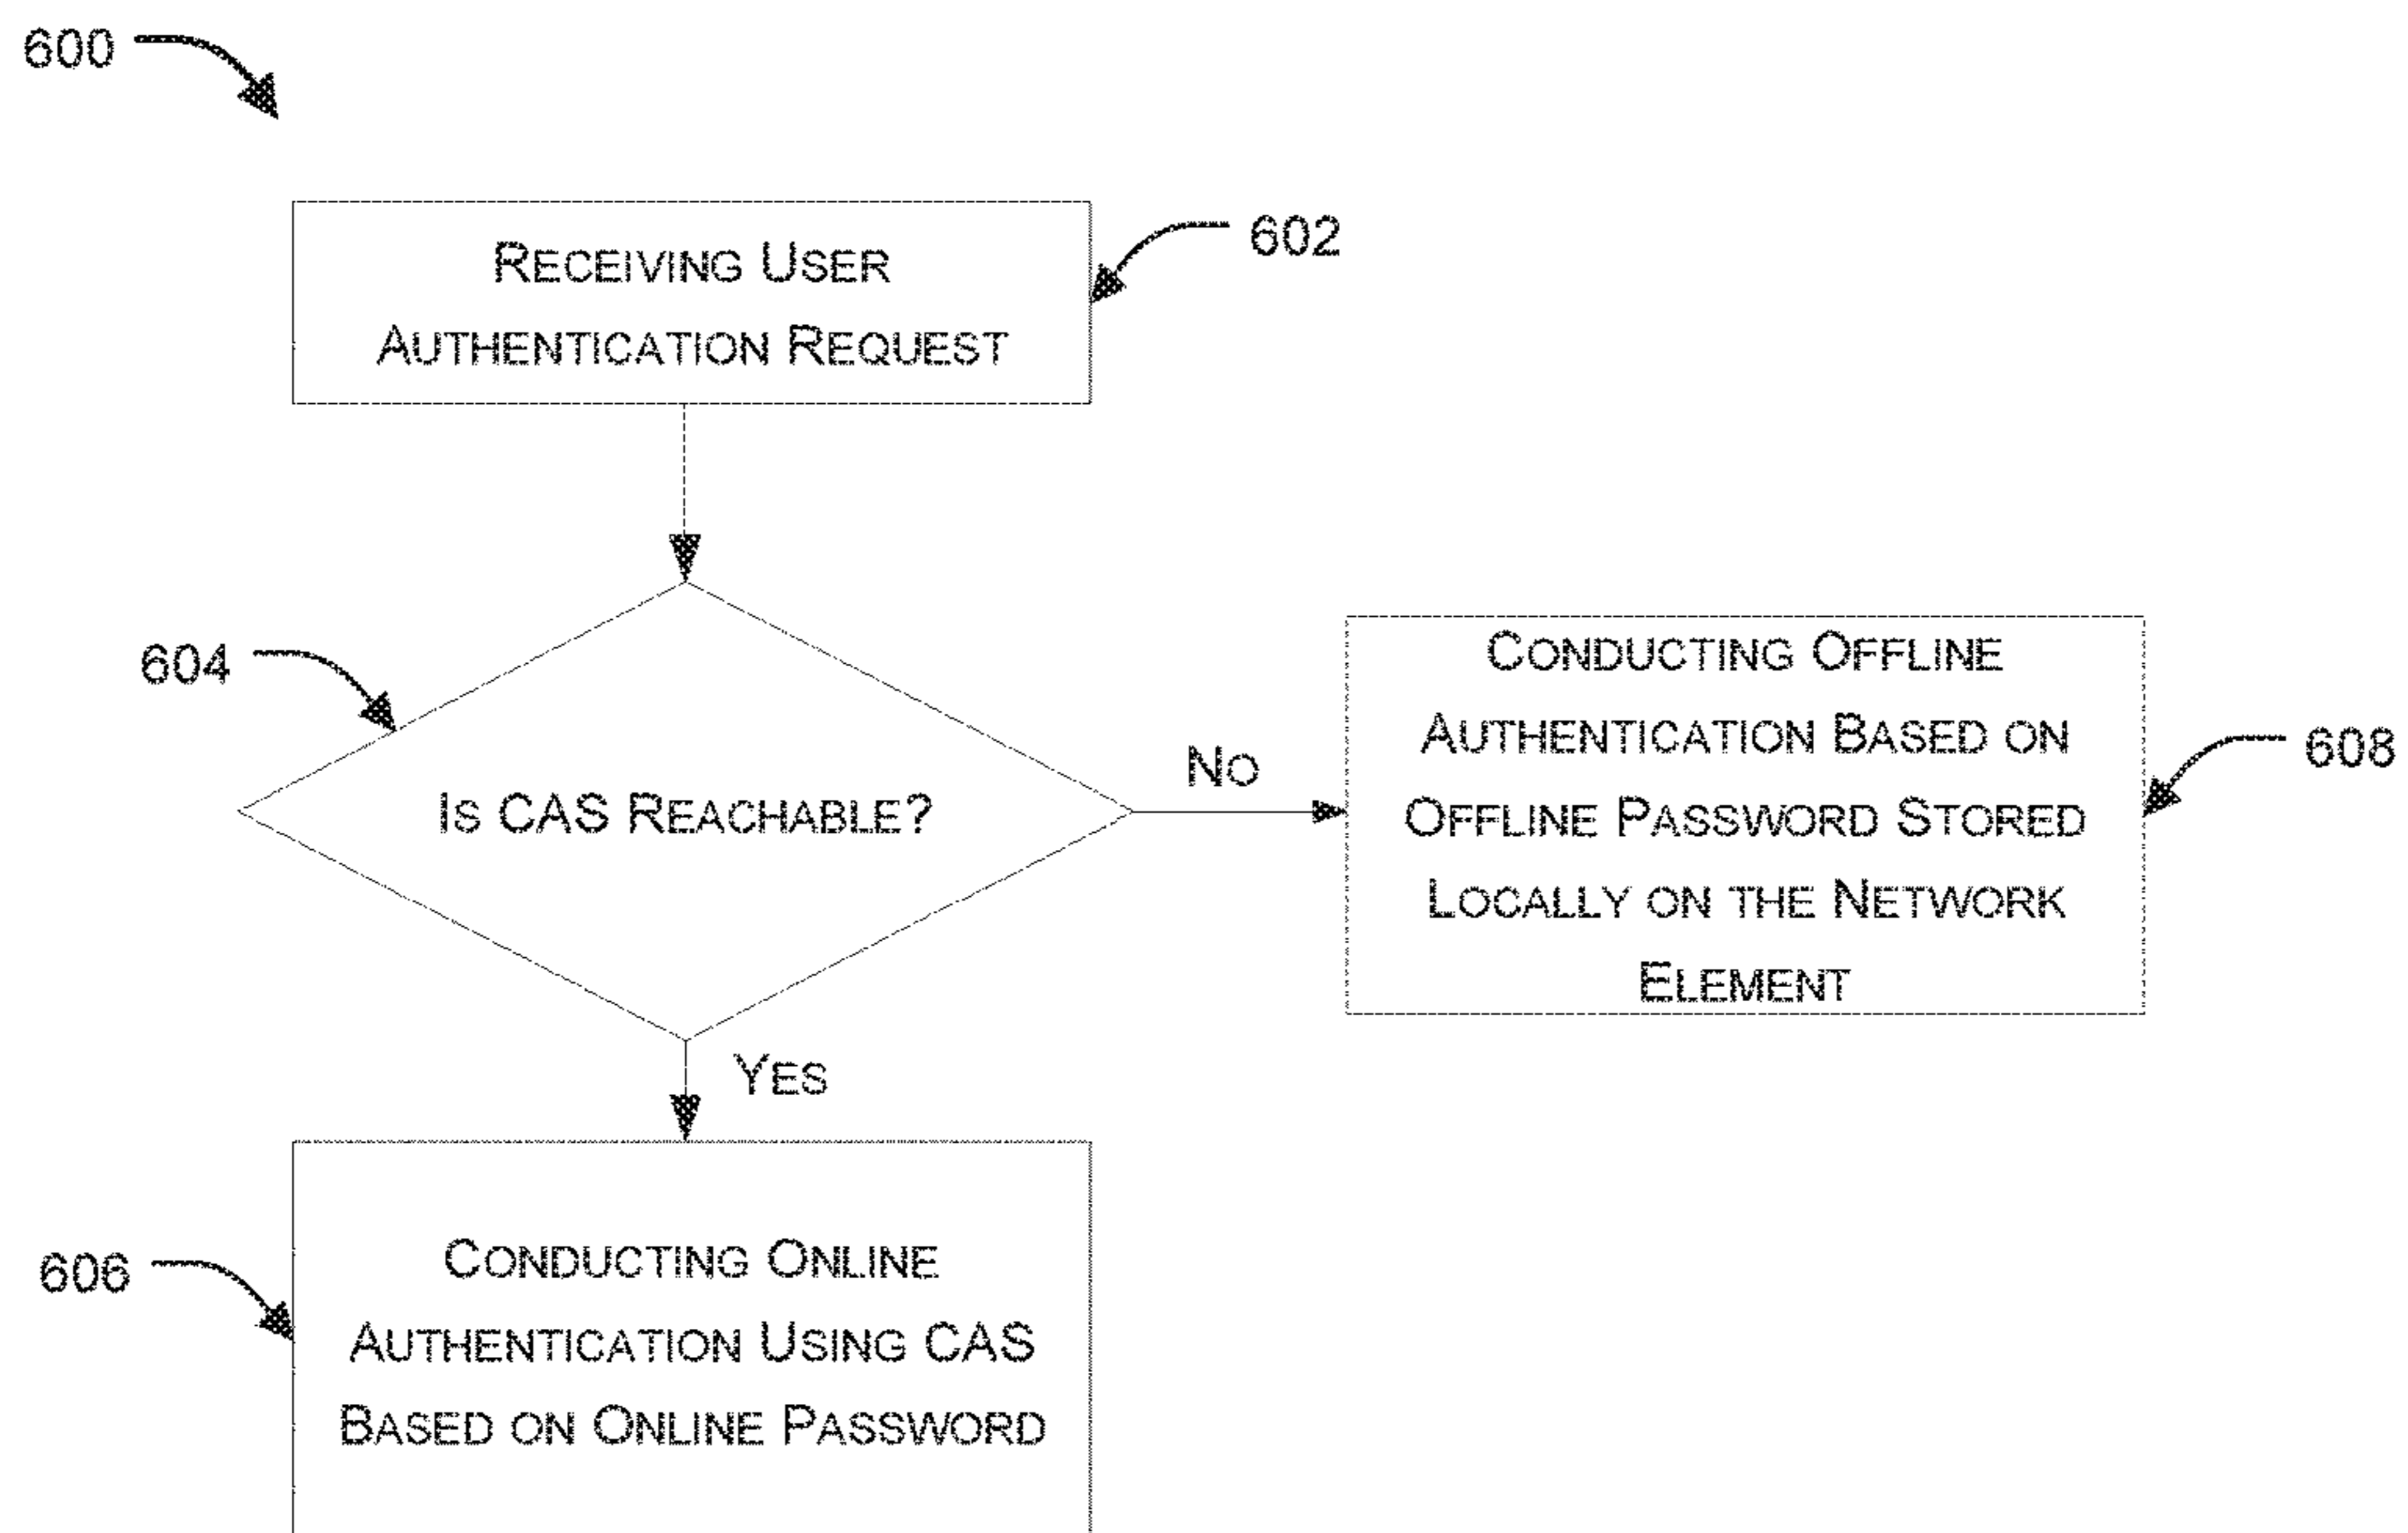 600
RECEIVING USER
AUTHENTICATION REQUEST
602
604
IS CAS REACHABLE?
NO
CONDUCTING OFFLINE
AUTHENTICATION BASED ON
OFFLINE PASSWORD STORED
LOCALLY ON THE NETWORK
ELEMENT
608
YES
606
CONDUCTING ONLINE
AUTHENTICATION USING CAS
BASED ON ONLINE PASSWORD